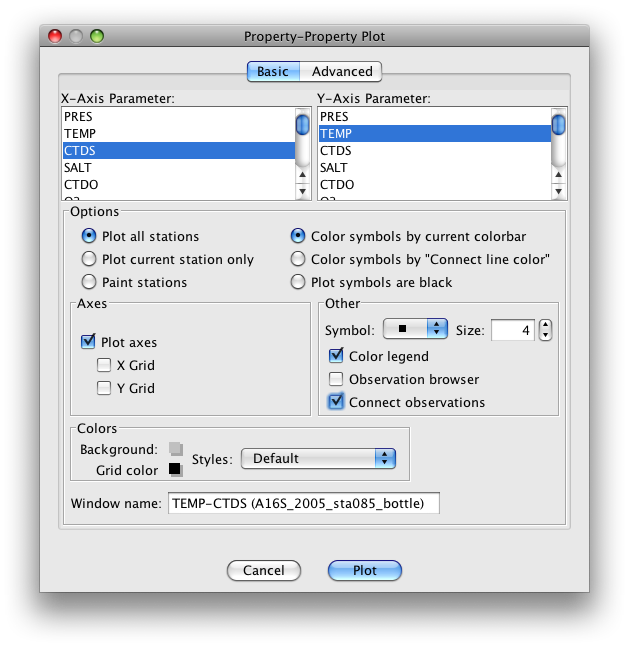 Property-Property Plot
Basic Advanced
X-Axis Parameter: Y-Axis Parameter:
PRES PRES
TEMP TEMP
CTDS CTDS
SALT SALT
CTDO CTDO
Options
Plot all stations Color symbols by current colorbar
Plot current station only Color symbols by "Connect line color"
Paint stations Plot symbols are black
Axes Other
Symbol: Size: 4
Plot axes Color legend
X Grid Observation browser
Y Grid Connect observations
Colors
Background:
Styles: Default
Grid color
Window name: TEMP-CTDS (A16S_2005_sta085_bottle)
Cancel Plot